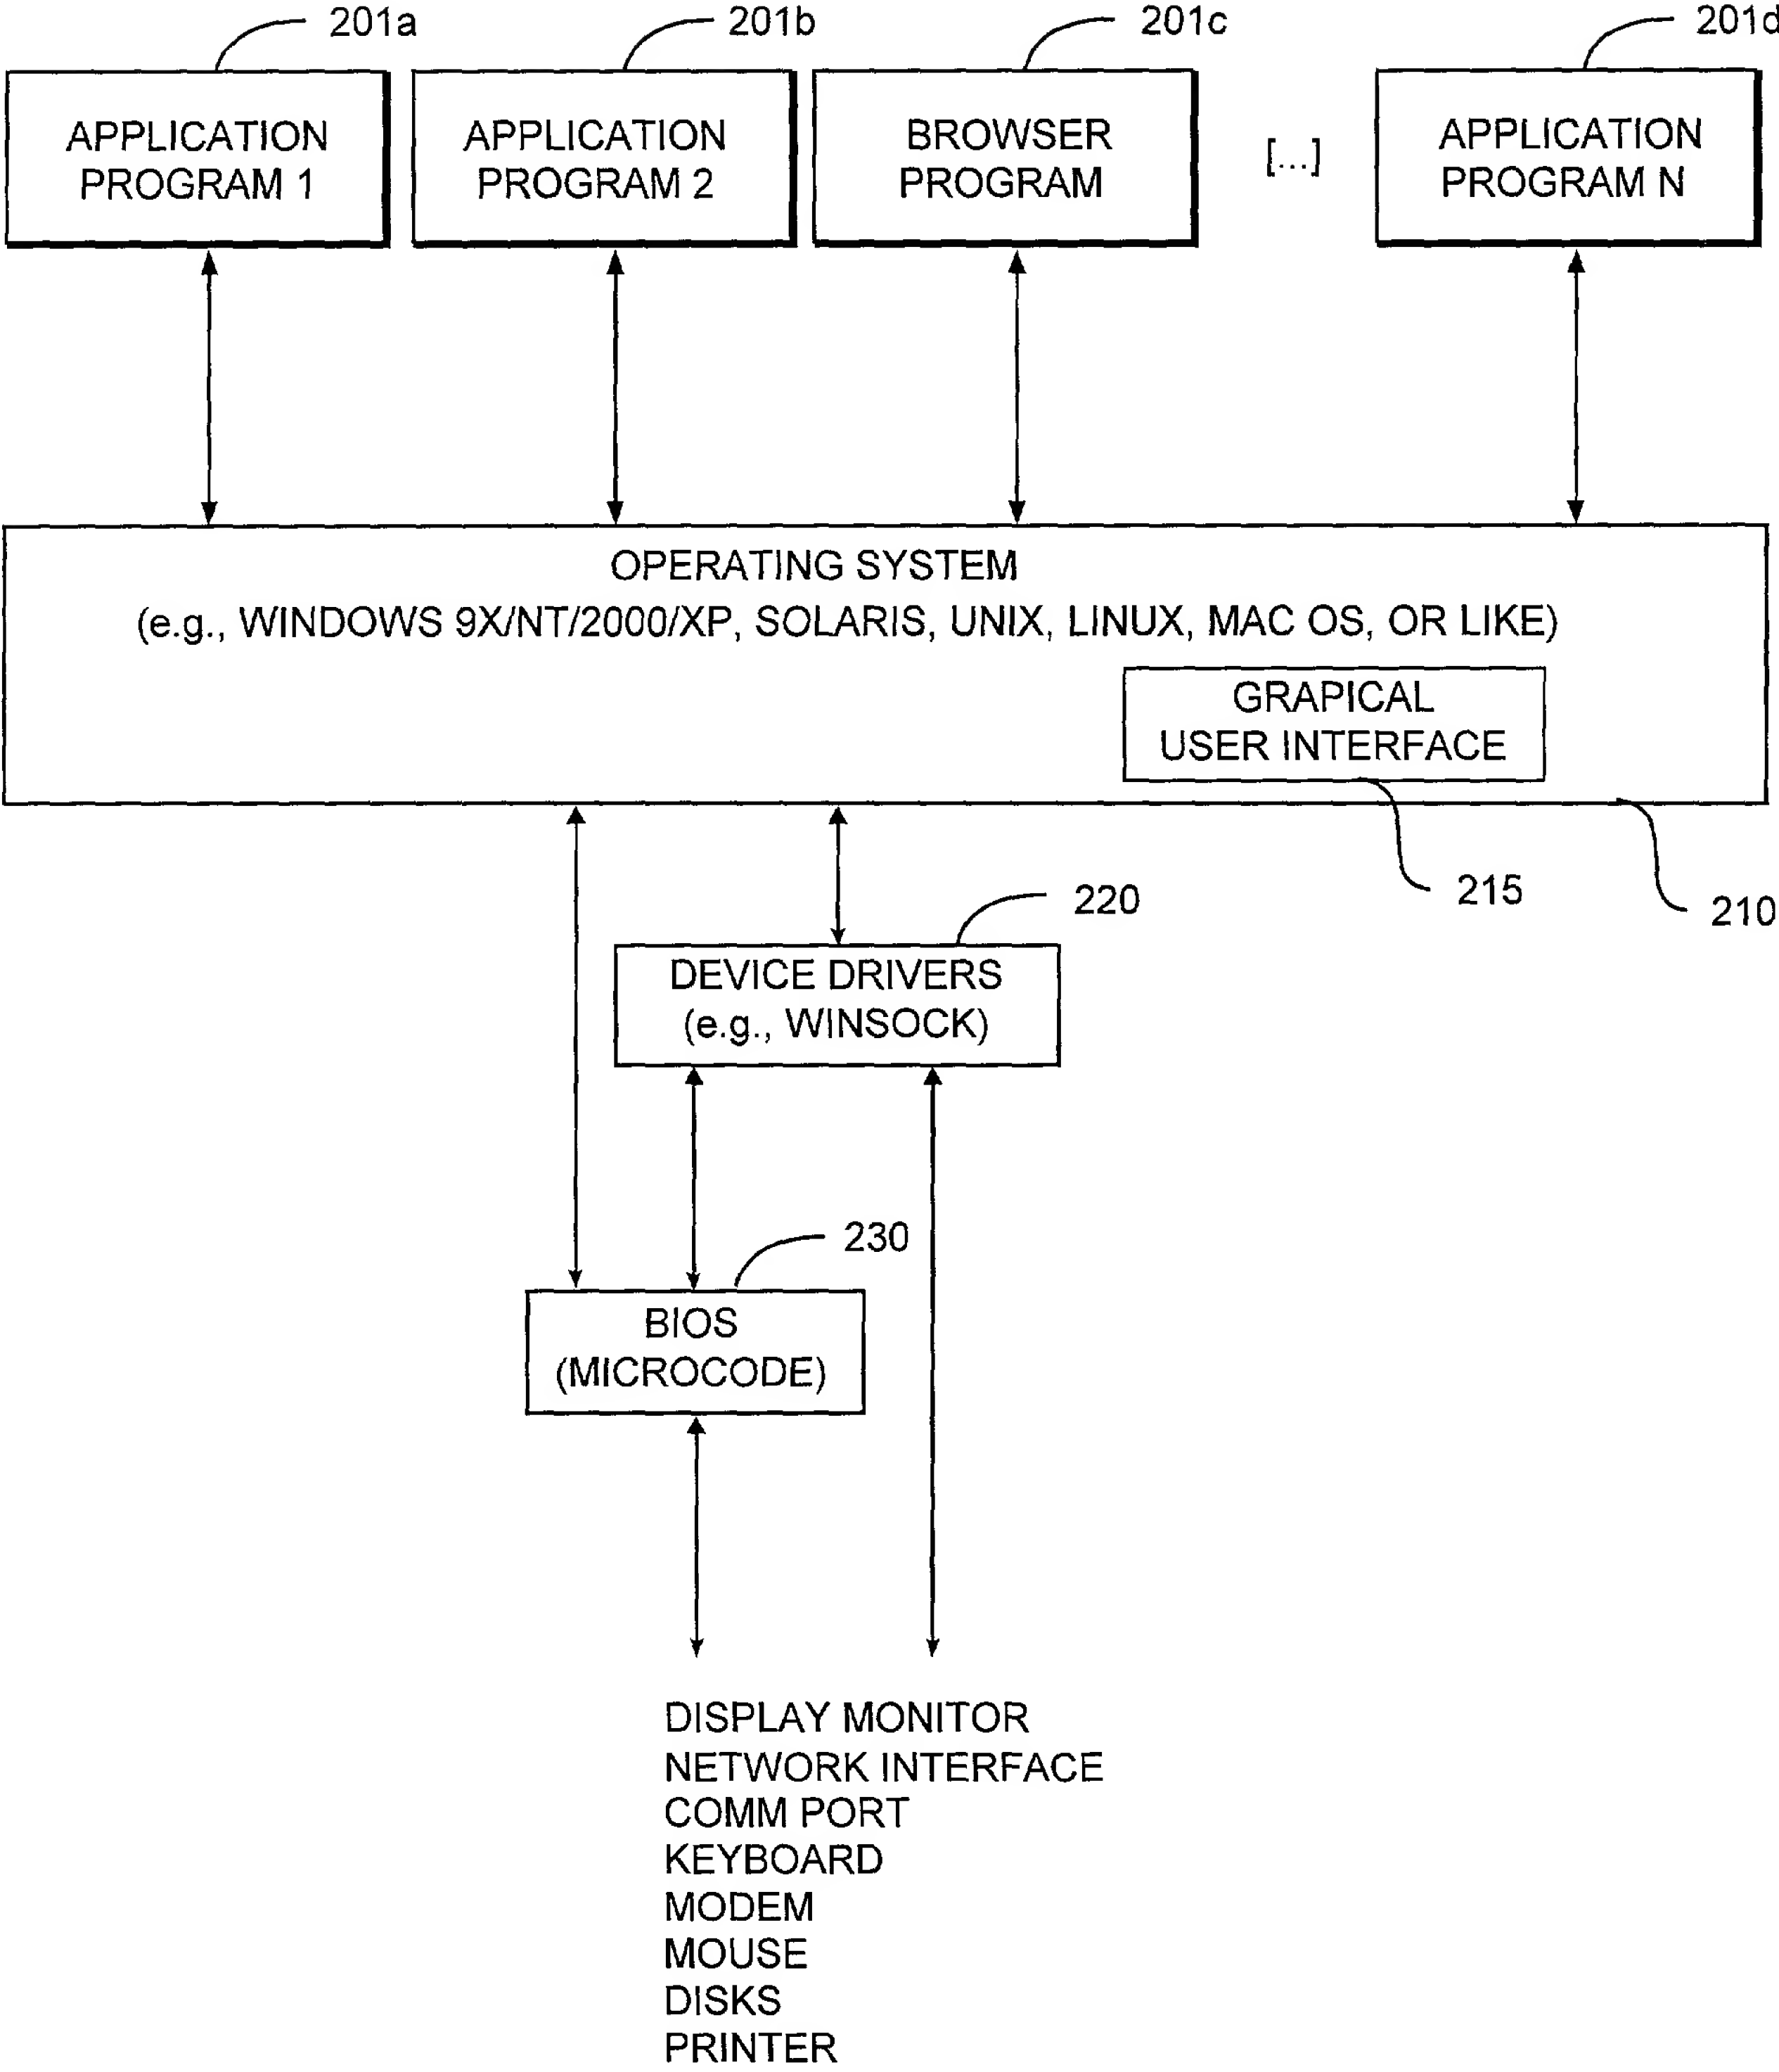 201a
201b
201c
201d
APPLICATION
PROGRAM 1
APPLICATION
PROGRAM 2
BROWSER
PROGRAM
[...]
APPLICATION
PROGRAM N
OPERATING SYSTEM
(e.g., WINDOWS 9X/NT/2000/XP, SOLARIS, UNIX, LINUX, MAC OS, OR LIKE)
GRAPICAL
USER INTERFACE
215
210
220
DEVICE DRIVERS
(e.g., WINSOCK)
230
BIOS
(MICROCODE)
DISPLAY MONITOR
NETWORK INTERFACE
COMM PORT
KEYBOARD
MODEM
MOUSE
DISKS
PRINTER